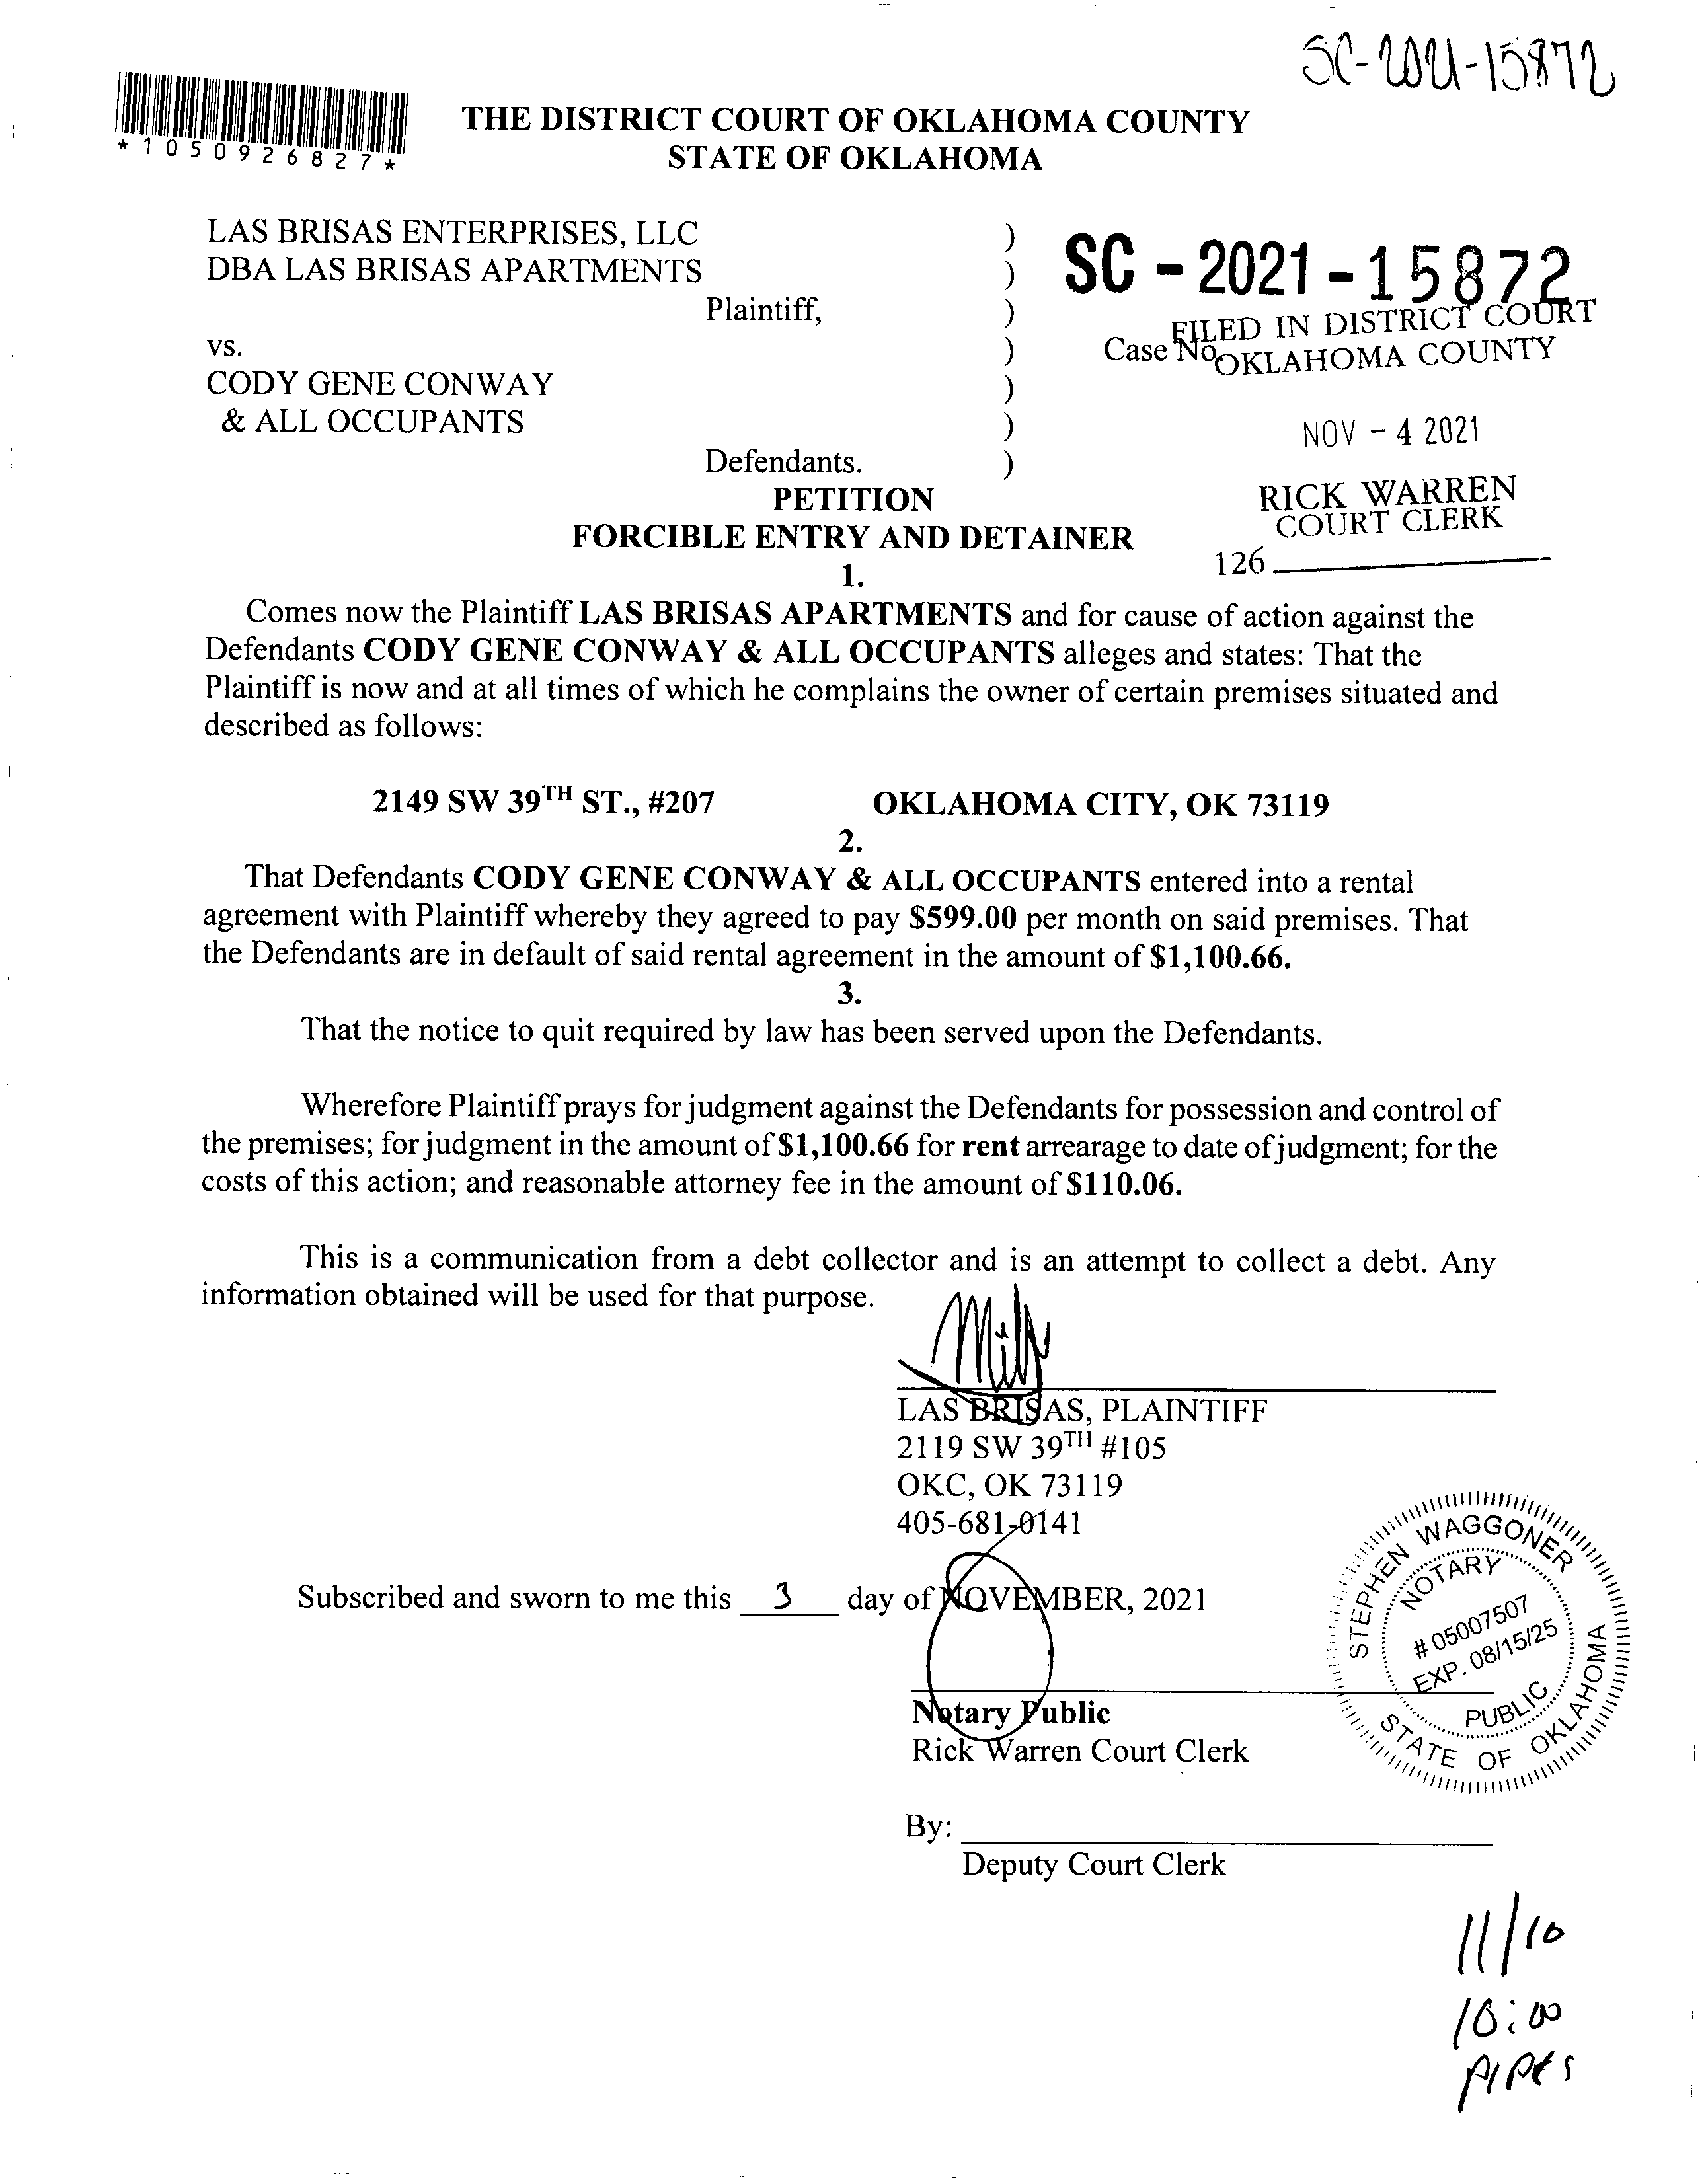 SC-2021-15872
*1050926827*
THE DISTRICT COURT OF OKLAHOMA COUNTY
STATE OF OKLAHOMA
LAS BRISAS ENTERPRISES, LLC )
DBA LAS BRISAS APARTMENTS )
Plaintiff, )
vs. )
CODY GENE CONWAY )
& ALL OCCUPANTS )
Defendants. )
SC-2021-15872
FILED IN DISTRICT COURT
Case No. OKLAHOMA COUNTY
NOV - 4 2021
RICK WARREN
COURT CLERK
126
PETITION
FORCIBLE ENTRY AND DETAINER
1.
Comes now the Plaintiff LAS BRISAS APARTMENTS and for cause of action against the
Defendants CODY GENE CONWAY & ALL OCCUPANTS alleges and states: That the
Plaintiff is now and at all times of which he complains the owner of certain premises situated and
described as follows:
2149 SW 39TH ST., #207 OKLAHOMA CITY, OK 73119
2.
That Defendants CODY GENE CONWAY & ALL OCCUPANTS entered into a rental
agreement with Plaintiff whereby they agreed to pay $599.00 per month on said premises. That
the Defendants are in default of said rental agreement in the amount of $1,100.66.
3.
That the notice to quit required by law has been served upon the Defendants.
Wherefore Plaintiff prays for judgment against the Defendants for possession and control of
the premises; for judgment in the amount of $1,100.66 for rent arrearage to date of judgment; for the
costs of this action; and reasonable attorney fee in the amount of $110.06.
This is a communication from a debt collector and is an attempt to collect a debt. Any
information obtained will be used for that purpose.
LAS BRISAS, PLAINTIFF
2119 SW 39TH #105
OKC, OK 73119
405-681-0141
Subscribed and sworn to me this 3 day of NOVEMBER, 2021
Notary Public
Rick Warren Court Clerk
STEPHEN WAGGONER
NOTARY
# 05007507
EXP. 08/15/25
PUBLIC
STATE OF OKLAHOMA
By:
Deputy Court Clerk
11/10
10:00
PIPES